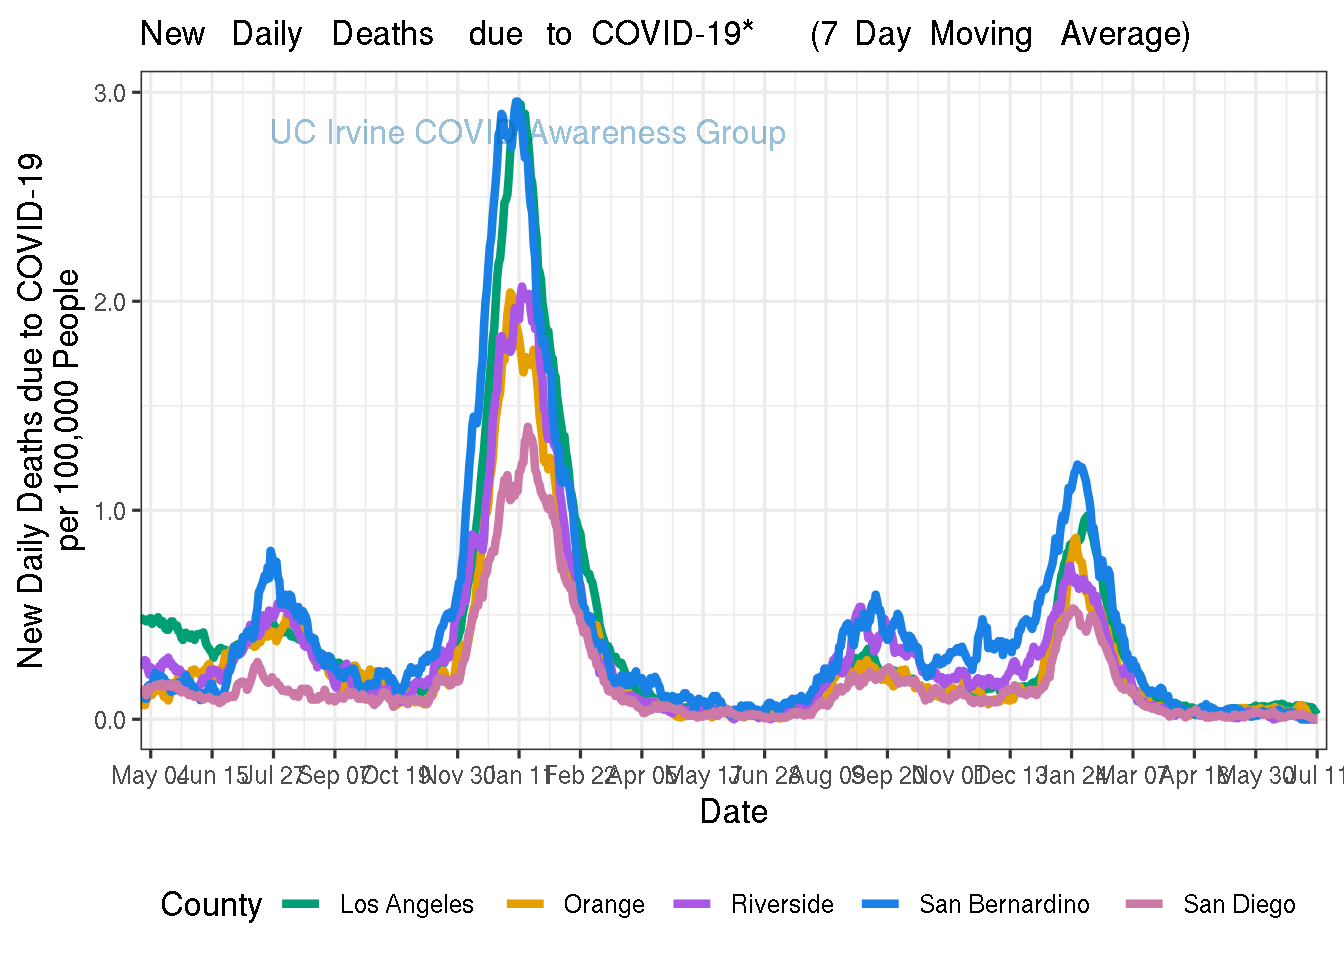 New Daily Deaths due to COVID-19* (7 Day Moving Average)
New Daily Deaths due to COVID-19
per 100,000 People
3.0
2.0
1.0
0.0
UC Irvine COVID Awareness Group
May 04 Jun 15 Jul 27 Sep 07 Oct 19 Nov 30 Jan 11 Feb 22 Apr 05 May 17 Jun 28 Aug 09 Sep 20 Nov 01 Dec 13 Jan 24 Mar 07 Apr 18 May 30 Jul 11
Date
County Los Angeles Orange Riverside San Bernardino San Diego